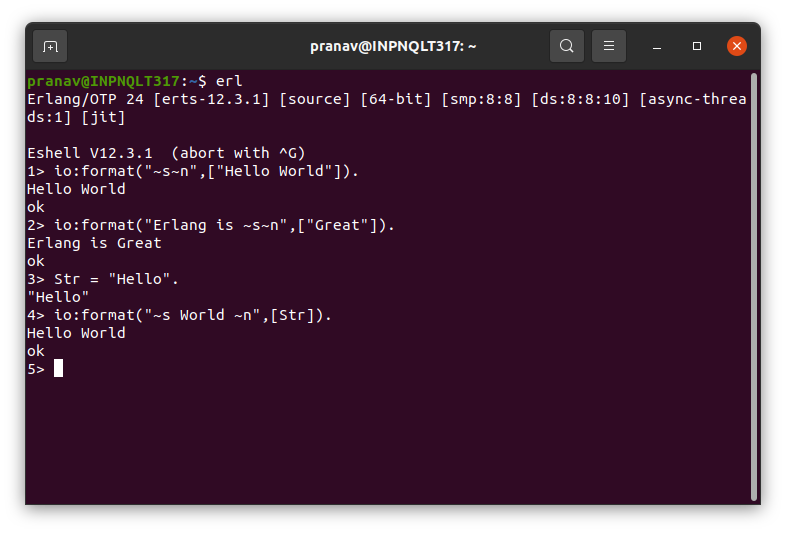 pranav@INPNQLT317: ~
pranav@INPNQLT317:~$ erl
Erlang/OTP 24 [erts-12.3.1] [source] [64-bit] [smp:8:8] [ds:8:8:10] [async-threa
ds:1] [jit]
Eshell V12.3.1  (abort with ^G)
1> io:format("~s~n",["Hello World"]).
Hello World
ok
2> io:format("Erlang is ~s~n",["Great"]).
Erlang is Great
ok
3> Str = "Hello".
"Hello"
4> io:format("~s World ~n",[Str]).
Hello World
ok
5>